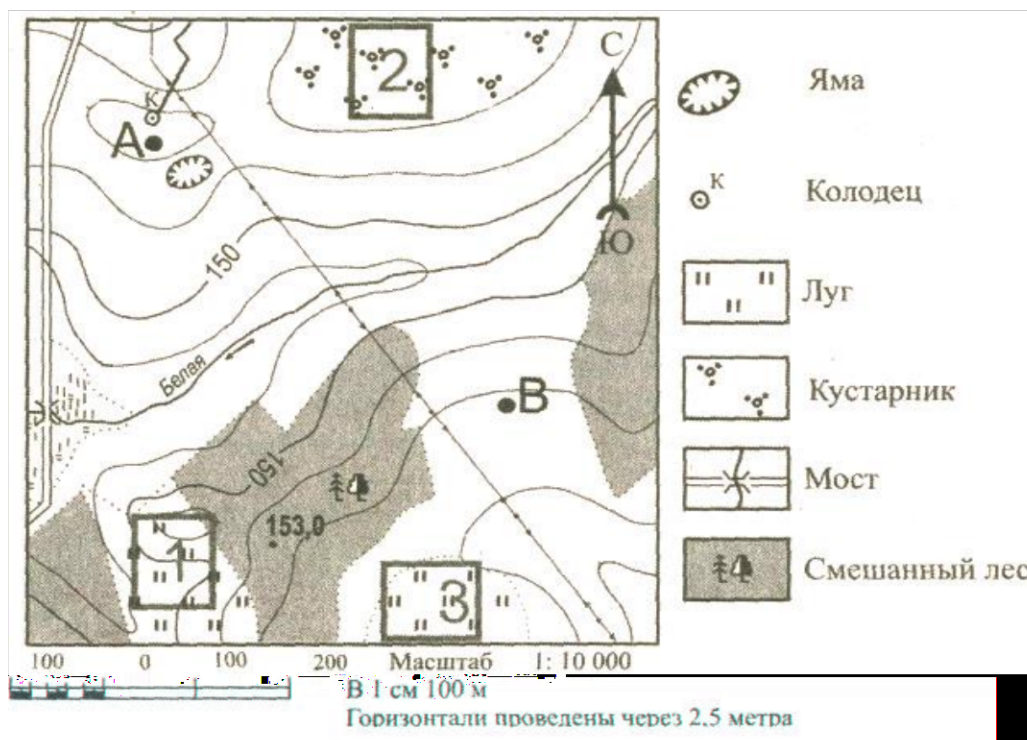 2
С
К
А
Ю
150
Белая
В
150
153,0
1
3
Яма
К
Колодец
Луг
Кустарник
Мост
Смешанный лес
100 0 100 200 Масштаб 1: 10 000
В 1 см 100 м
Горизонтали проведены через 2,5 метра